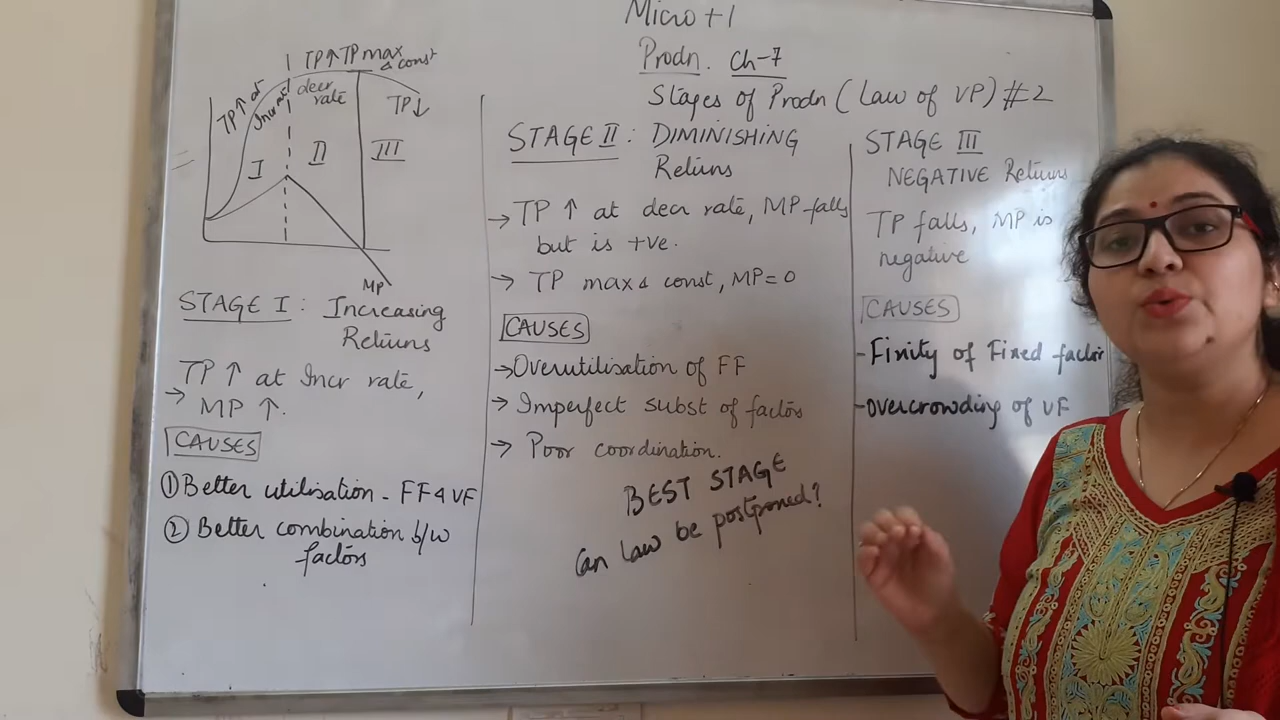 Micro +1
Prodn. Ch-7
Stages of Prodn (Law of VP) #2
TP↑ at
Incr rate
TP↑ TP max
& const
decr
rate
TP↓
I
II
III
MP
STAGE I : Increasing
Returns
→ TP ↑ at Incr rate,
MP ↑.
CAUSES
① Better utilisation - FF & VF
② Better combination b/w
factors
STAGE II : DIMINISHING
Returns
→ TP ↑ at decr rate, MP falls
but is +ve.
→ TP max & const, MP=0
CAUSES
→ Overutilisation of FF
→ Imperfect subst of factors
→ Poor coordination.
BEST STAGE
Can law be postponed?
STAGE III
NEGATIVE Returns
TP falls, MP is
negative
CAUSES
- Finity of Fixed factor
- Overcrowding of VF